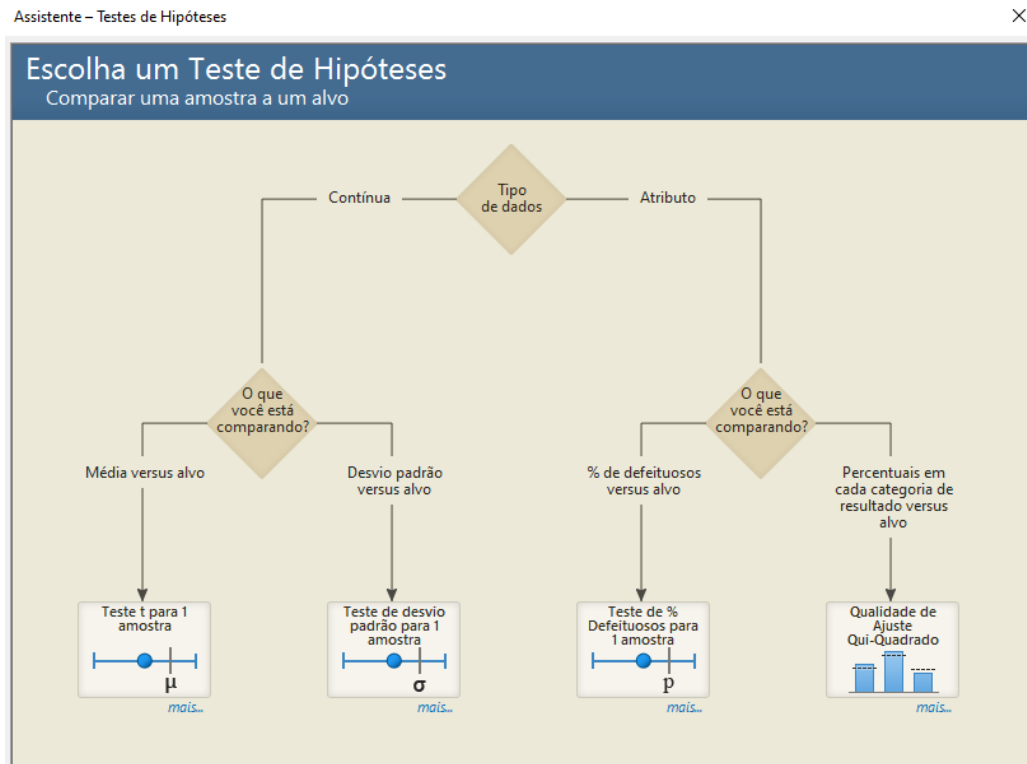 Assistente – Testes de Hipóteses
Escolha um Teste de Hipóteses
Comparar uma amostra a um alvo
Tipo
de dados
Contínua
Atributo
O que
você está
comparando?
O que
você está
comparando?
Média versus alvo
Desvio padrão
versus alvo
% de defeituosos
versus alvo
Percentuais em
cada categoria de
resultado versus
alvo
Teste t para 1
amostra
µ
mais...
Teste de desvio
padrão para 1
amostra
σ
mais...
Teste de %
Defeituosos para
1 amostra
p
mais...
Qualidade de
Ajuste
Qui-Quadrado
mais...